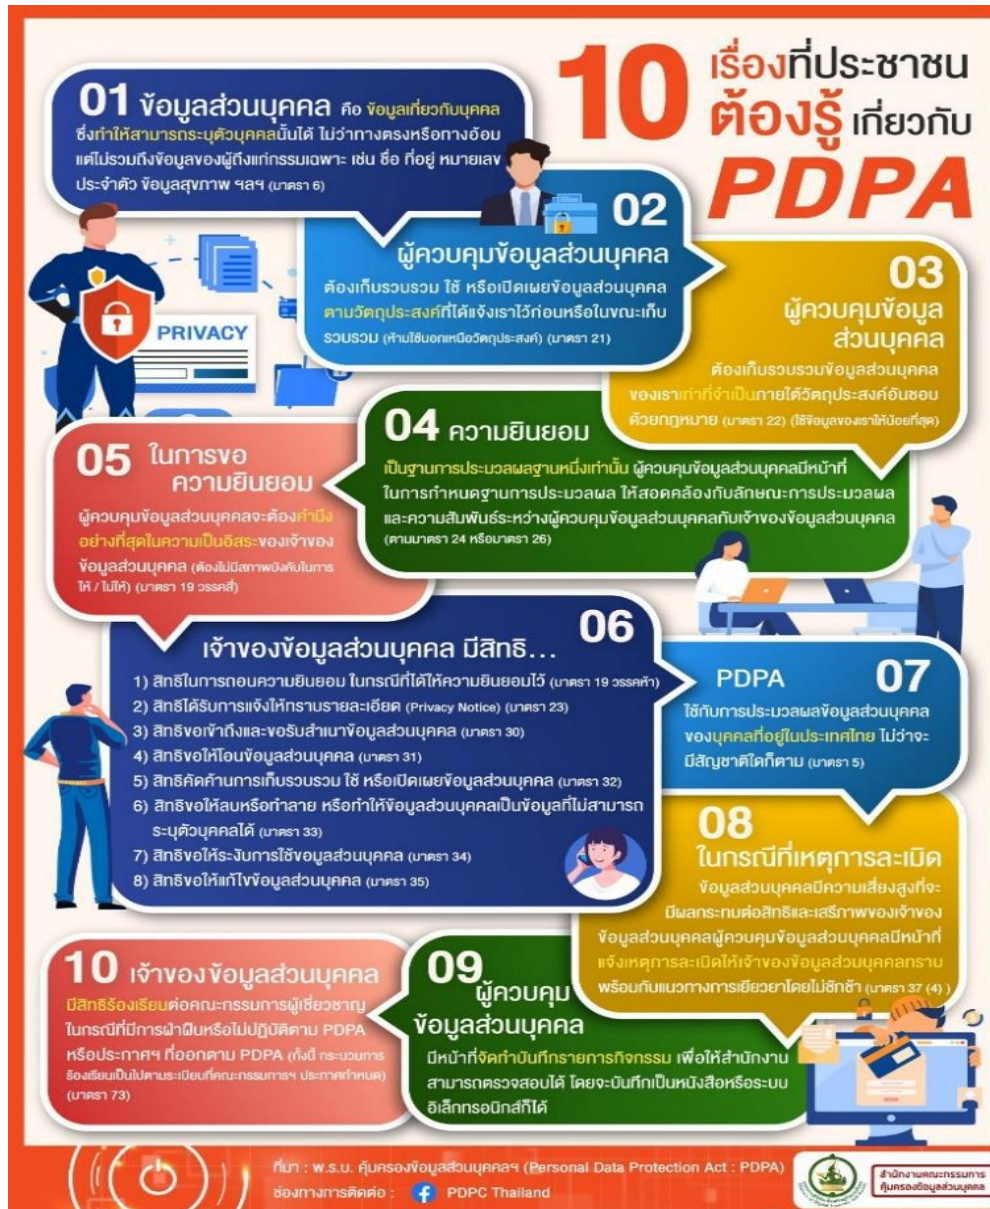 10 เรื่องที่ประชาชน
ต้องรู้ เกี่ยวกับ
PDPA
01 ข้อมูลส่วนบุคคล คือ ข้อมูลเกี่ยวกับบุคคล
ซึ่งทำให้สามารถระบุตัวบุคคลนั้นได้ ไม่ว่าทางตรงหรือทางอ้อม
แต่ไม่รวมถึงข้อมูลของผู้ถึงแก่กรรมเฉพาะ เช่น ชื่อ ที่อยู่ หมายเลข
ประจำตัว ข้อมูลสุขภาพ ฯลฯ (มาตรา 6)
PRIVACY
02
ผู้ควบคุมข้อมูลส่วนบุคคล
ต้องเก็บรวบรวม ใช้ หรือเปิดเผยข้อมูลส่วนบุคคล
ตามวัตถุประสงค์ที่ได้แจ้งเราไว้ก่อนหรือในขณะเก็บ
รวบรวม (ห้ามใช้นอกเหนือวัตถุประสงค์) (มาตรา 21)
03
ผู้ควบคุมข้อมูล
ส่วนบุคคล
ต้องเก็บรวบรวมข้อมูลส่วนบุคคล
ของเราเท่าที่จำเป็นภายใต้วัตถุประสงค์อันชอบ
ด้วยกฎหมาย (มาตรา 22) (ใช้ข้อมูลของเราให้น้อยที่สุด)
04 ความยินยอม
เป็นฐานการประมวลผลฐานหนึ่งเท่านั้น ผู้ควบคุมข้อมูลส่วนบุคคลมีหน้าที่
ในการกำหนดฐานการประมวลผล ให้สอดคล้องกับลักษณะการประมวลผล
และความสัมพันธ์ระหว่างผู้ควบคุมข้อมูลส่วนบุคคลกับเจ้าของข้อมูลส่วนบุคคล
(ตามมาตรา 24 หรือมาตรา 26)
05 ในการขอ
ความยินยอม
ผู้ควบคุมข้อมูลส่วนบุคคลจะต้องคำนึง
อย่างที่สุดในความเป็นอิสระของเจ้าของ
ข้อมูลส่วนบุคคล (ต้องไม่มีสภาพบังคับในการ
ให้ / ไม่ให้) (มาตรา 19 วรรคสี่)
06
เจ้าของข้อมูลส่วนบุคคล มีสิทธิ...
1) สิทธิในการถอนความยินยอม ในกรณีที่ได้ให้ความยินยอมไว้ (มาตรา 19 วรรคห้า)
2) สิทธิได้รับการแจ้งให้ทราบรายละเอียด (Privacy Notice) (มาตรา 23)
3) สิทธิขอเข้าถึงและขอรับสำเนาข้อมูลส่วนบุคคล (มาตรา 30)
4) สิทธิขอให้โอนข้อมูลส่วนบุคคล (มาตรา 31)
5) สิทธิคัดค้านการเก็บรวบรวม ใช้ หรือเปิดเผยข้อมูลส่วนบุคคล (มาตรา 32)
6) สิทธิขอให้ลบหรือทำลาย หรือทำให้ข้อมูลส่วนบุคคลเป็นข้อมูลที่ไม่สามารถ
ระบุตัวบุคคลได้ (มาตรา 33)
7) สิทธิขอให้ระงับการใช้ข้อมูลส่วนบุคคล (มาตรา 34)
8) สิทธิขอให้แก้ไขข้อมูลส่วนบุคคล (มาตรา 35)
PDPA 07
ใช้กับการประมวลผลข้อมูลส่วนบุคคล
ของบุคคลที่อยู่ในประเทศไทย ไม่ว่าจะ
มีสัญชาติใดก็ตาม (มาตรา 5)
08
ในกรณีที่เหตุการละเมิด
ข้อมูลส่วนบุคคลมีความเสี่ยงสูงที่จะ
มีผลกระทบต่อสิทธิและเสรีภาพของเจ้าของ
ข้อมูลส่วนบุคคลผู้ควบคุมข้อมูลส่วนบุคคลมีหน้าที่
แจ้งเหตุการละเมิดให้เจ้าของข้อมูลส่วนบุคคลทราบ
พร้อมกับแนวทางการเยียวยาโดยไม่ชักช้า (มาตรา 37 (4) )
09
ผู้ควบคุม
ข้อมูลส่วนบุคคล
มีหน้าที่จัดทำบันทึกรายการกิจกรรม เพื่อให้สำนักงาน
สามารถตรวจสอบได้ โดยจะบันทึกเป็นหนังสือหรือระบบ
อิเล็กทรอนิกส์ก็ได้
10 เจ้าของข้อมูลส่วนบุคคล
มีสิทธิร้องเรียนต่อคณะกรรมการผู้เชี่ยวชาญ
ในกรณีที่มีการฝ่าฝืนหรือไม่ปฏิบัติตาม PDPA
หรือประกาศฯ ที่ออกตาม PDPA (ทั้งนี้ กระบวนการ
ร้องเรียนเป็นไปตามระเบียบที่คณะกรรมการฯ ประกาศกำหนด)
(มาตรา 73)
ที่มา : พ.ร.บ. คุ้มครองข้อมูลส่วนบุคคลฯ (Personal Data Protection Act : PDPA)
ช่องทางการติดต่อ : PDPC Thailand
สำนักงานคณะกรรมการ
คุ้มครองข้อมูลส่วนบุคคล